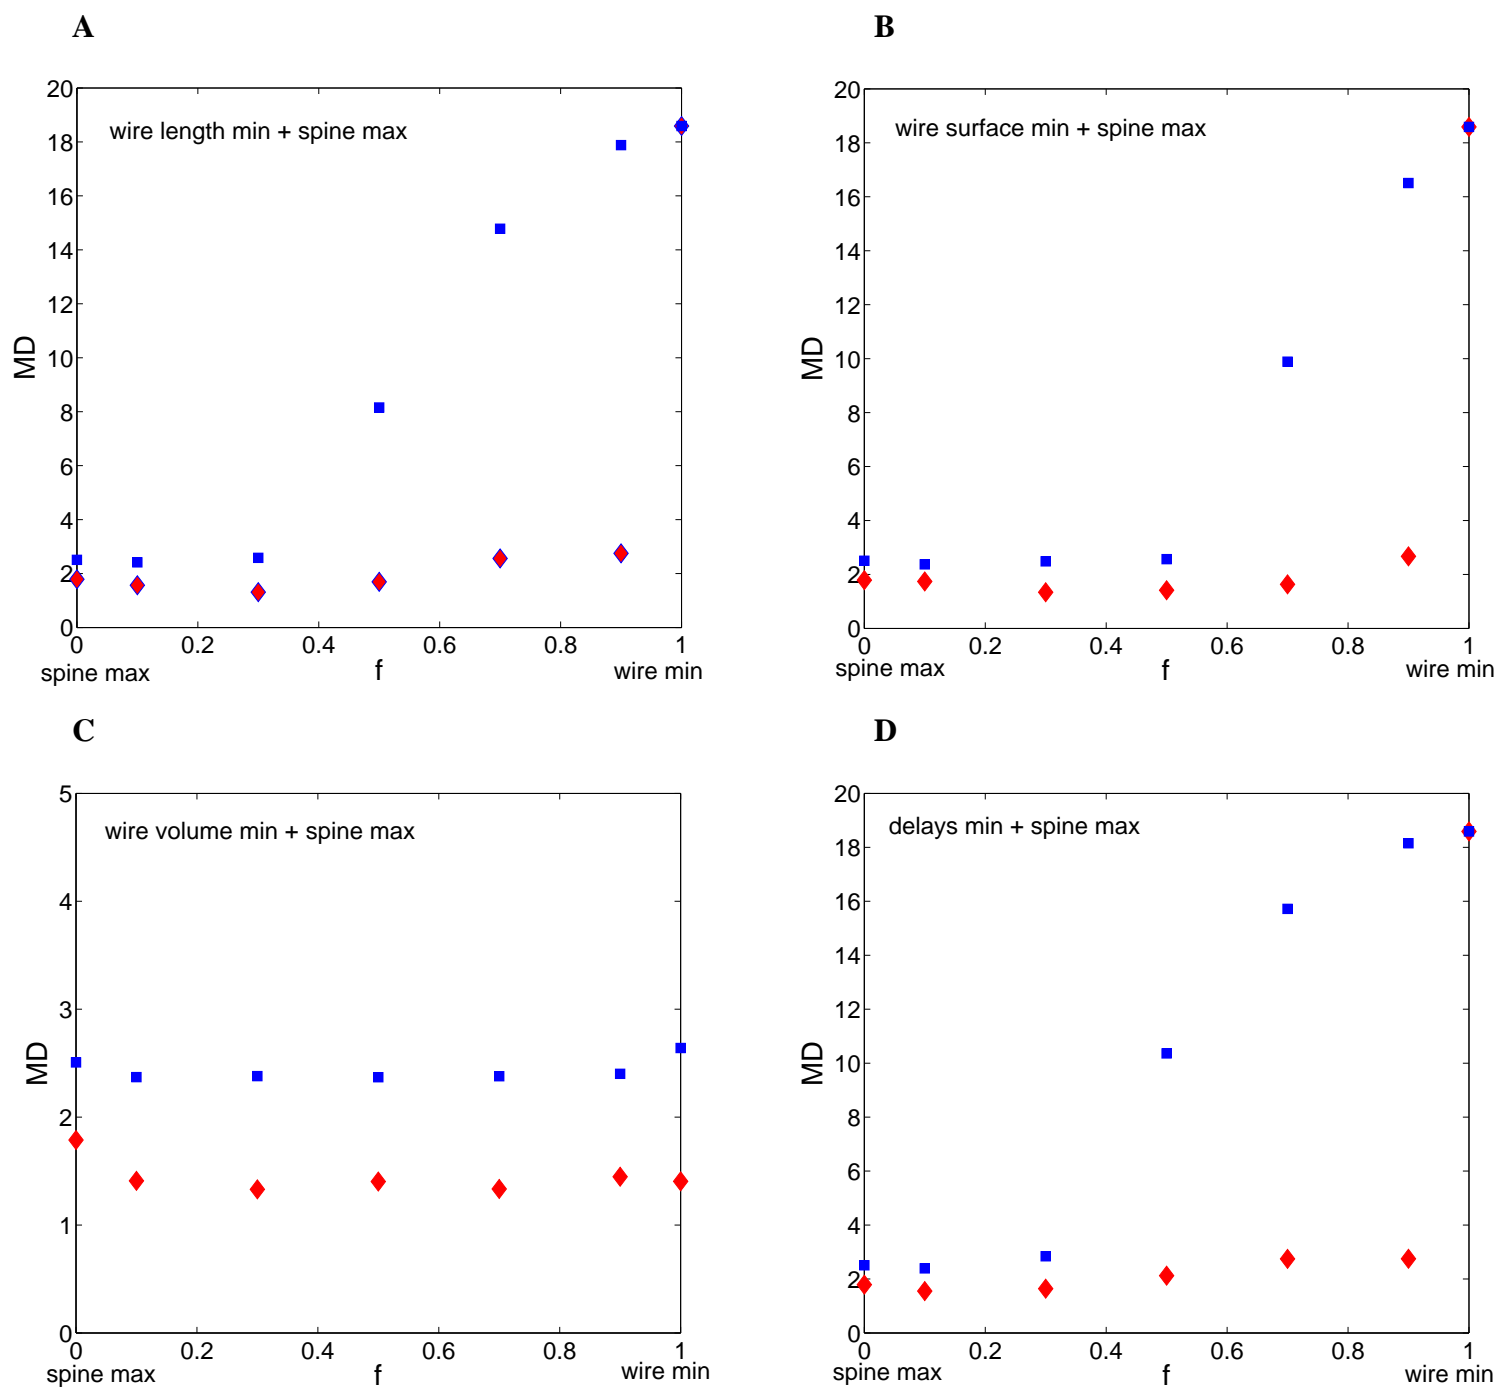 A
B
20
18
16
14
12
10
8
6
4
2
0
MD
wire length min + spine max
0 0.2 0.4 0.6 0.8 1
spine max f wire min
20
18
16
14
12
10
8
6
4
2
0
MD
wire surface min + spine max
0 0.2 0.4 0.6 0.8 1
spine max f wire min
C
D
5
4
3
2
1
0
MD
wire volume min + spine max
0 0.2 0.4 0.6 0.8 1
spine max f wire min
20
18
16
14
12
10
8
6
4
2
0
MD
delays min + spine max
0 0.2 0.4 0.6 0.8 1
spine max f wire min